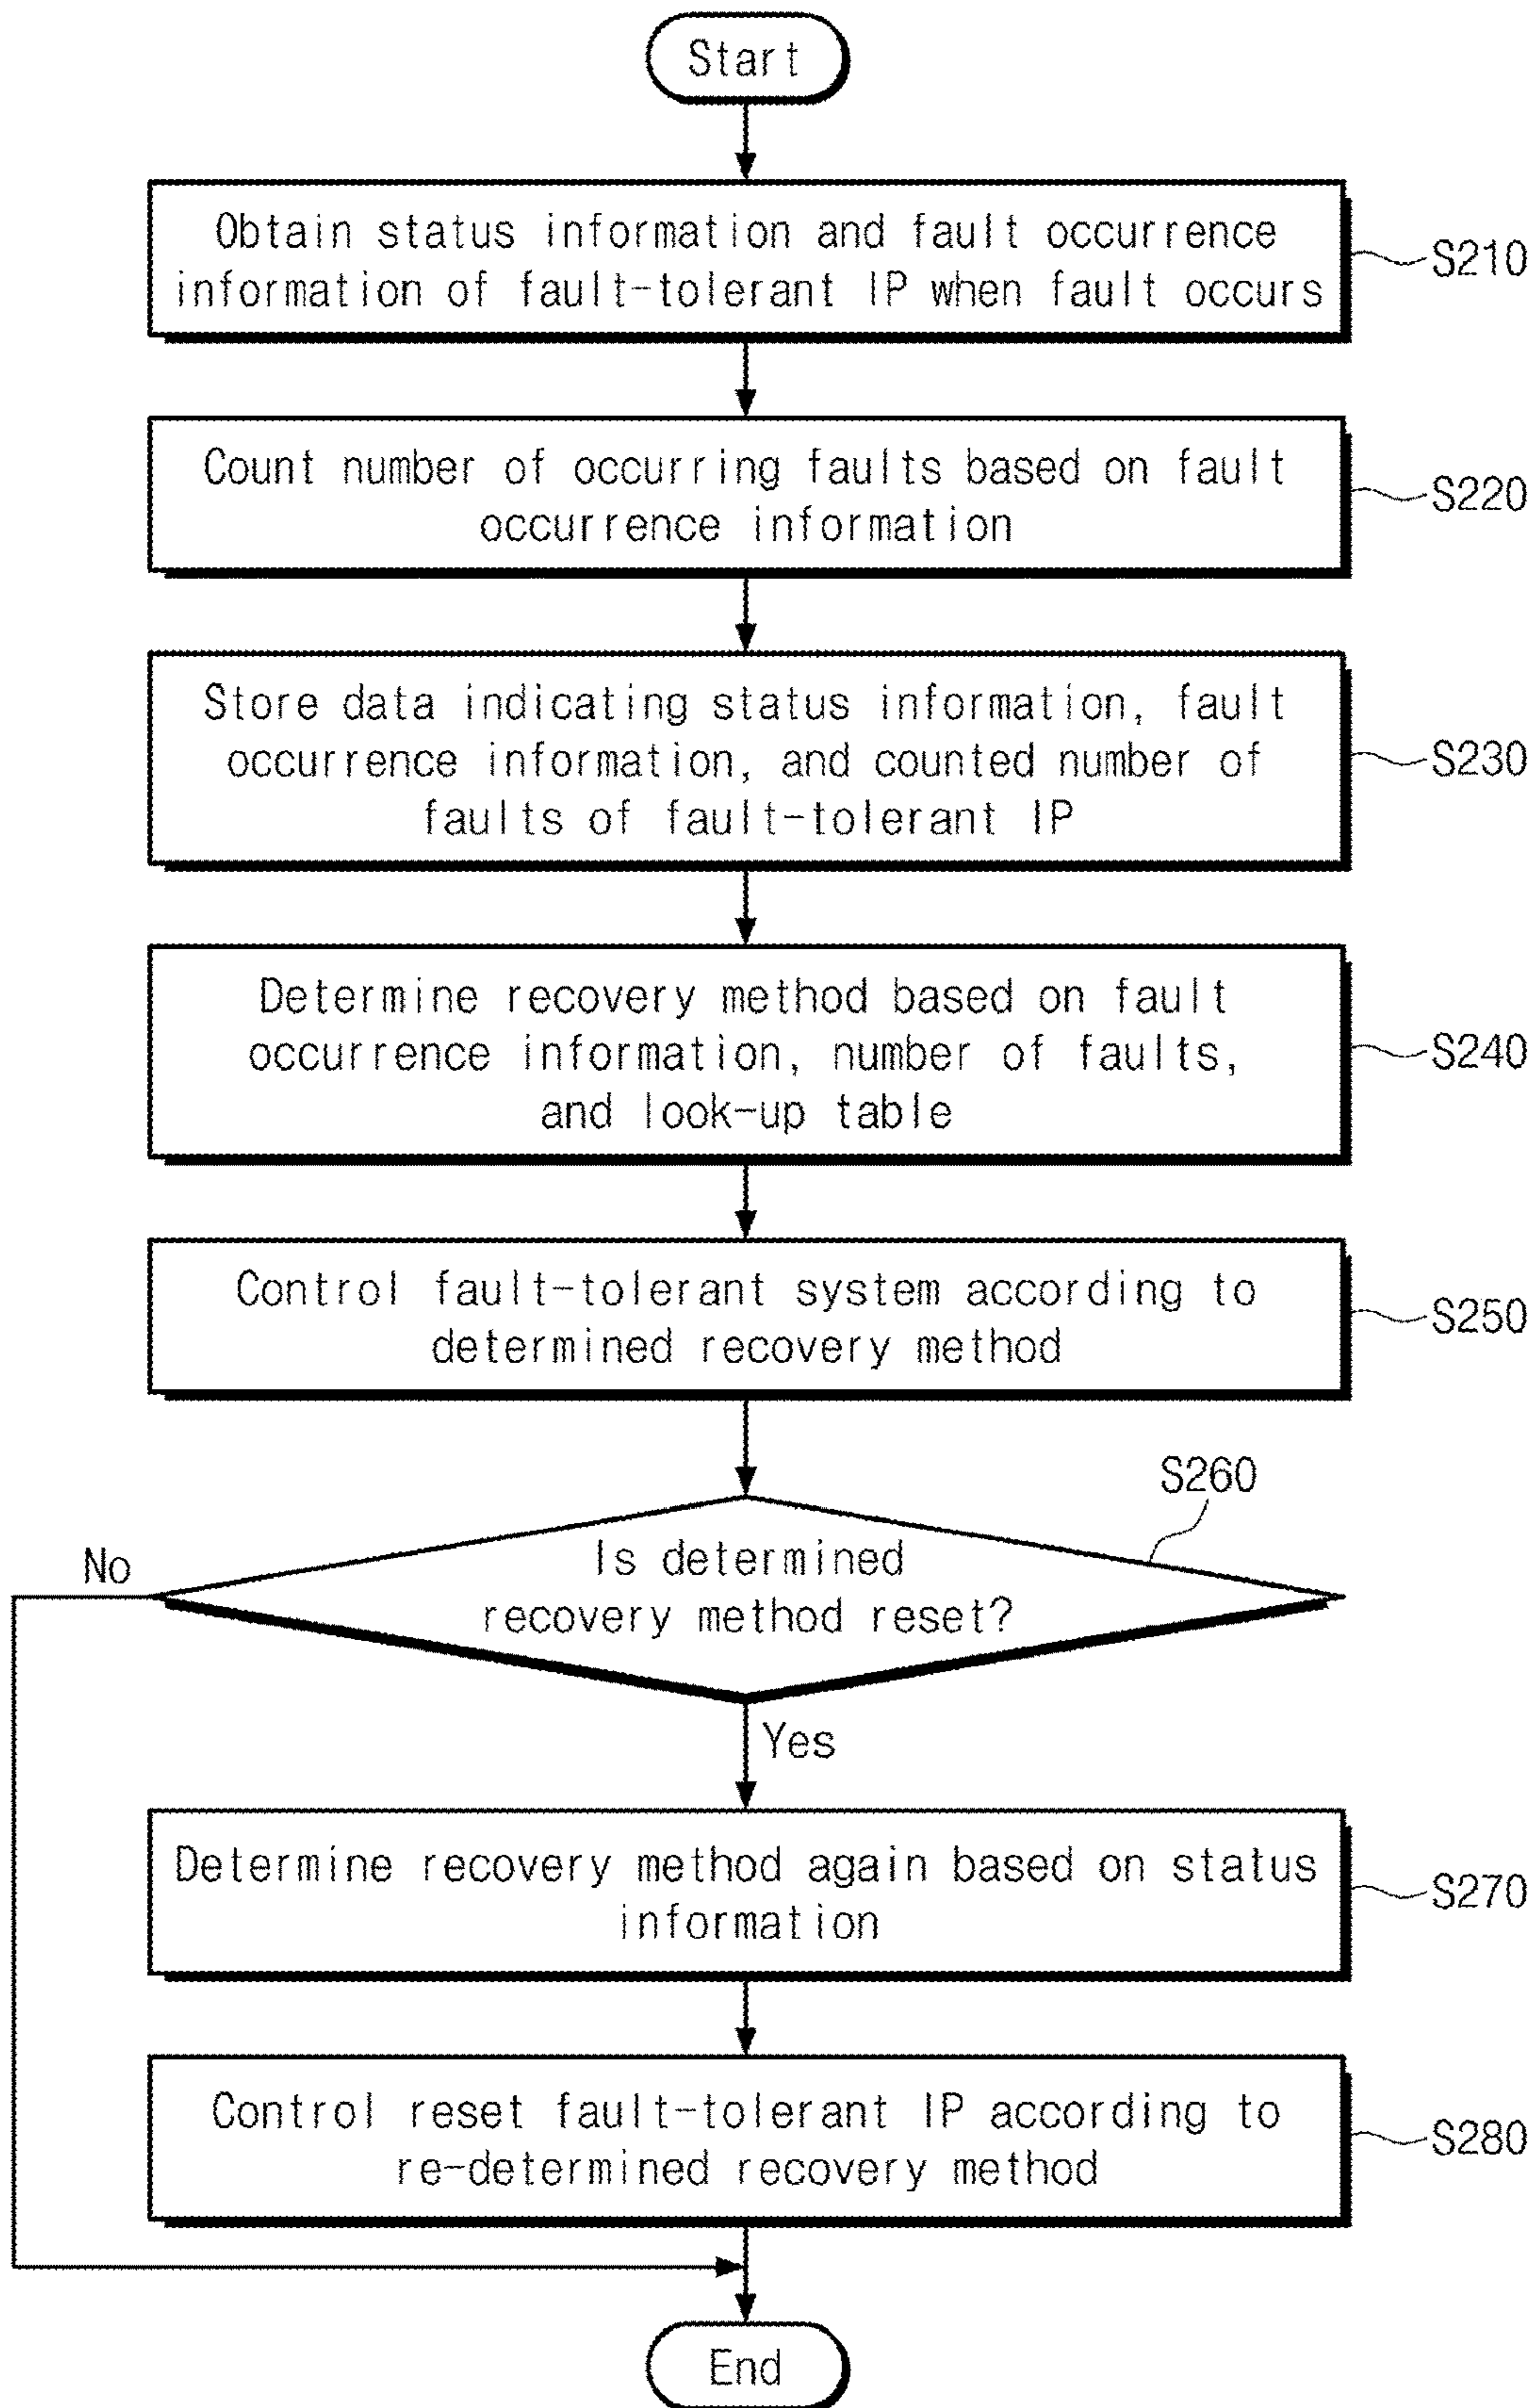 Start
Obtain status information and fault occurrence
information of fault-tolerant IP when fault occurs
S210
Count number of occurring faults based on fault
occurrence information
S220
Store data indicating status information, fault
occurrence information, and counted number of
faults of fault-tolerant IP
S230
Determine recovery method based on fault
occurrence information, number of faults,
and look-up table
S240
Control fault-tolerant system according to
determined recovery method
S250
S260
Is determined
recovery method reset?
No
Yes
Determine recovery method again based on status
information
S270
Control reset fault-tolerant IP according to
re-determined recovery method
S280
End